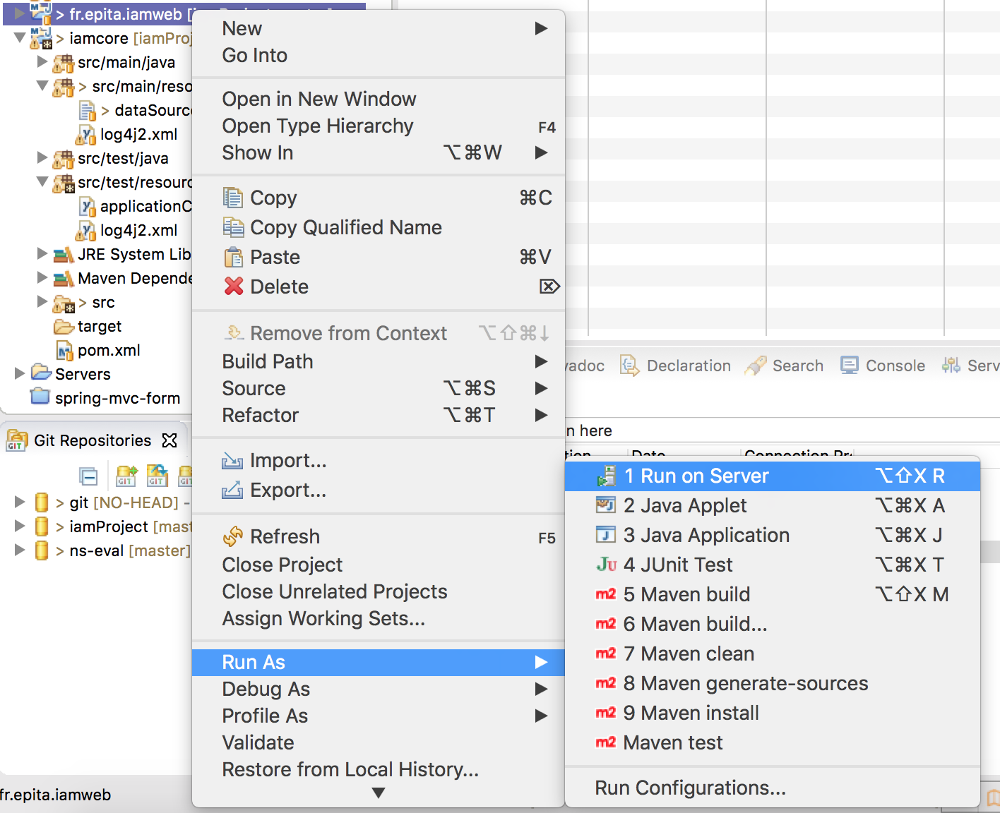 > fr.epita.iamweb
> iamcore [iamProj
src/main/java
> src/main/reso
> dataSourc
log4j2.xml
src/test/java
src/test/resourc
applicationC
log4j2.xml
JRE System Lib
Maven Depende
> src
target
pom.xml
Servers
spring-mvc-form
Git Repositories
> git [NO-HEAD] -
> iamProject [mast
> ns-eval [master]
fr.epita.iamweb
New
Go Into
Open in New Window
Open Type Hierarchy F4
Show In ⌥⌘W
Copy ⌘C
Copy Qualified Name
Paste ⌘V
Delete ⌦
Remove from Context ⌥⇧⌘↓
Build Path
Source ⌥⌘S
Refactor ⌥⌘T
Import...
Export...
Refresh F5
Close Project
Close Unrelated Projects
Assign Working Sets...
Run As
Debug As
Profile As
Validate
Restore from Local History...
vadoc Declaration Search Console Serv
n here
Date
1 Run on Server ⌥⇧X R
2 Java Applet ⌥⌘X A
3 Java Application ⌥⌘X J
Ju 4 JUnit Test ⌥⌘X T
m2 5 Maven build ⌥⇧X M
m2 6 Maven build...
m2 7 Maven clean
m2 8 Maven generate-sources
m2 9 Maven install
m2 Maven test
Run Configurations...